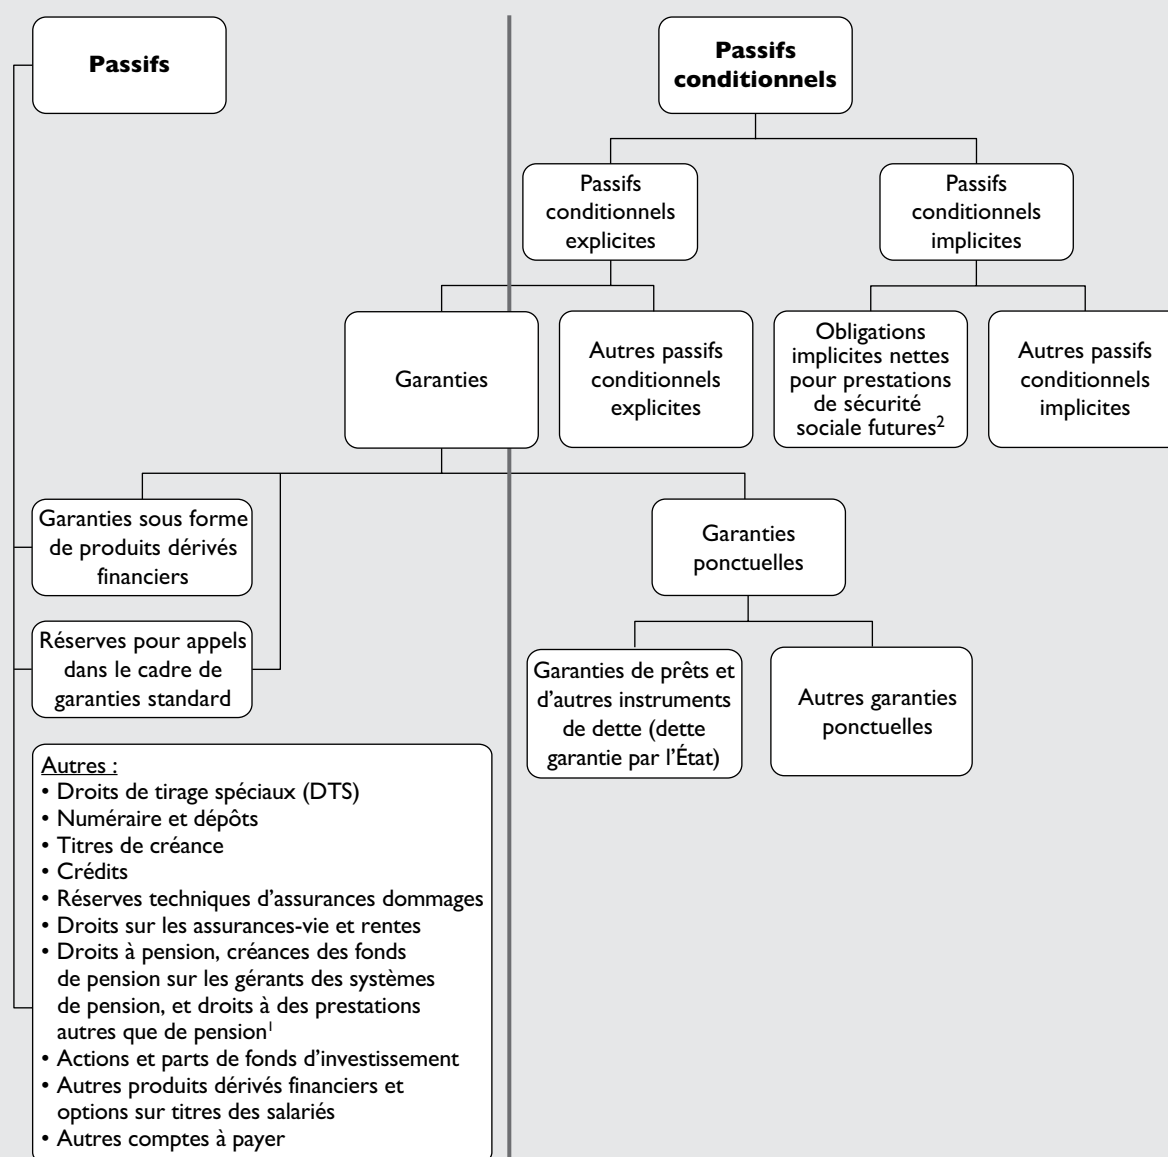 Passifs
Passifs
conditionnels
Passifs
conditionnels
explicites
Passifs
conditionnels
implicites
Garanties
Autres passifs
conditionnels
explicites
Obligations
implicites nettes
pour prestations
de sécurité
sociale futures²
Autres passifs
conditionnels
implicites
Garanties sous forme
de produits dérivés
financiers
Garanties
ponctuelles
Réserves pour appels
dans le cadre de
garanties standard
Garanties de prêts et
d'autres instruments
de dette (dette
garantie par l'État)
Autres garanties
ponctuelles
Autres :
• Droits de tirage spéciaux (DTS)
• Numéraire et dépôts
• Titres de créance
• Crédits
• Réserves techniques d'assurances dommages
• Droits sur les assurances-vie et rentes
• Droits à pension, créances des fonds
de pension sur les gérants des systèmes
de pension, et droits à des prestations
autres que de pension¹
• Actions et parts de fonds d'investissement
• Autres produits dérivés financiers et
options sur titres des salariés
• Autres comptes à payer